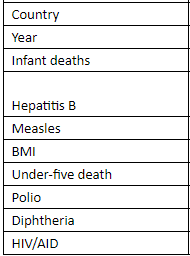 Country
Year
Infant deaths
Hepatitis B
Measles
BMI
Under-five death
Polio
Diphtheria
HIV/AID